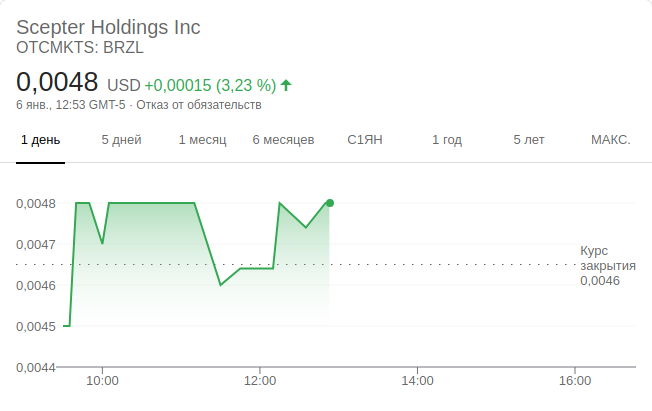 Scepter Holdings Inc
OTCMKTS: BRZL
0,0048 USD +0,00015 (3,23 %)
6 янв., 12:53 GMT-5 · Отказ от обязательств
1 день 5 дней 1 месяц 6 месяцев С1ЯН 1 год 5 лет МАКС.
0,0048
0,0047
0,0046
0,0045
0,0044
Курс
закрытия
0,0046
10:00 12:00 14:00 16:00